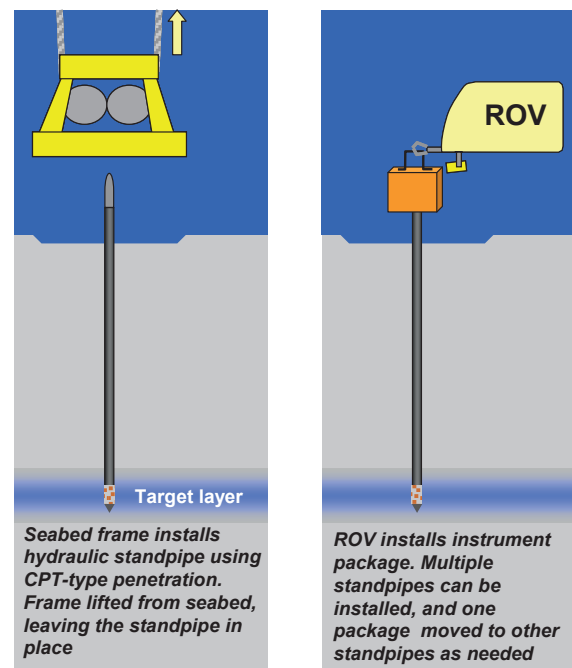 Target layer
Seabed frame installs
hydraulic standpipe using
CPT-type penetration.
Frame lifted from seabed,
leaving the standpipe in
place
ROV
ROV installs instrument
package. Multiple
standpipes can be
installed, and one
package moved to other
standpipes as needed